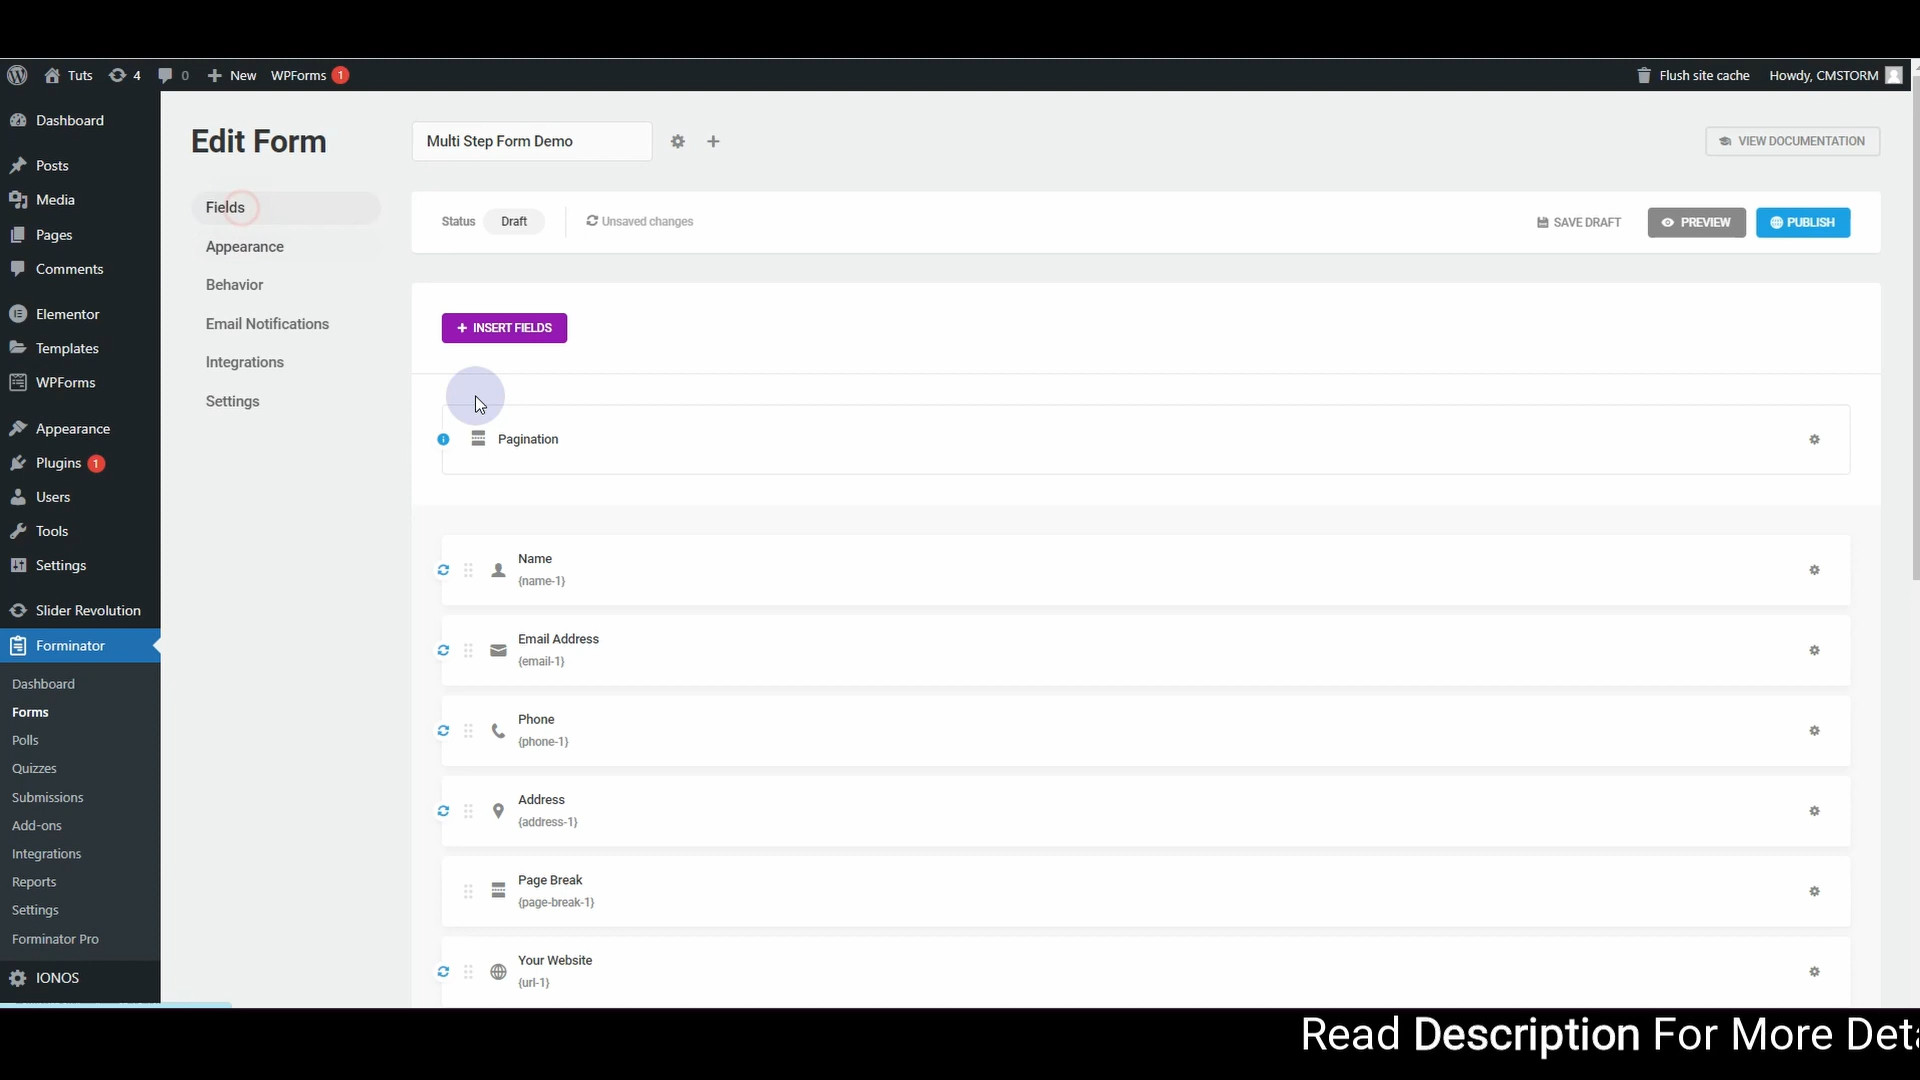 Tuts 4 0 New WPForms 1 Flush site cache Howdy, CMSTORM
Dashboard
Posts
Media
Pages
Comments
Elementor
Templates
WPForms
Appearance
Plugins 1
Users
Tools
Settings
Slider Revolution
Forminator
Dashboard
Forms
Polls
Quizzes
Submissions
Add-ons
Integrations
Reports
Settings
Forminator Pro
IONOS
Edit Form
Multi Step Form Demo
VIEW DOCUMENTATION
Fields
Appearance
Behavior
Email Notifications
Integrations
Settings
Status Draft Unsaved changes SAVE DRAFT PREVIEW PUBLISH
+ INSERT FIELDS
Pagination
Name
{name-1}
Email Address
{email-1}
Phone
{phone-1}
Address
{address-1}
Page Break
{page-break-1}
Your Website
{url-1}
Read Description For More Deta